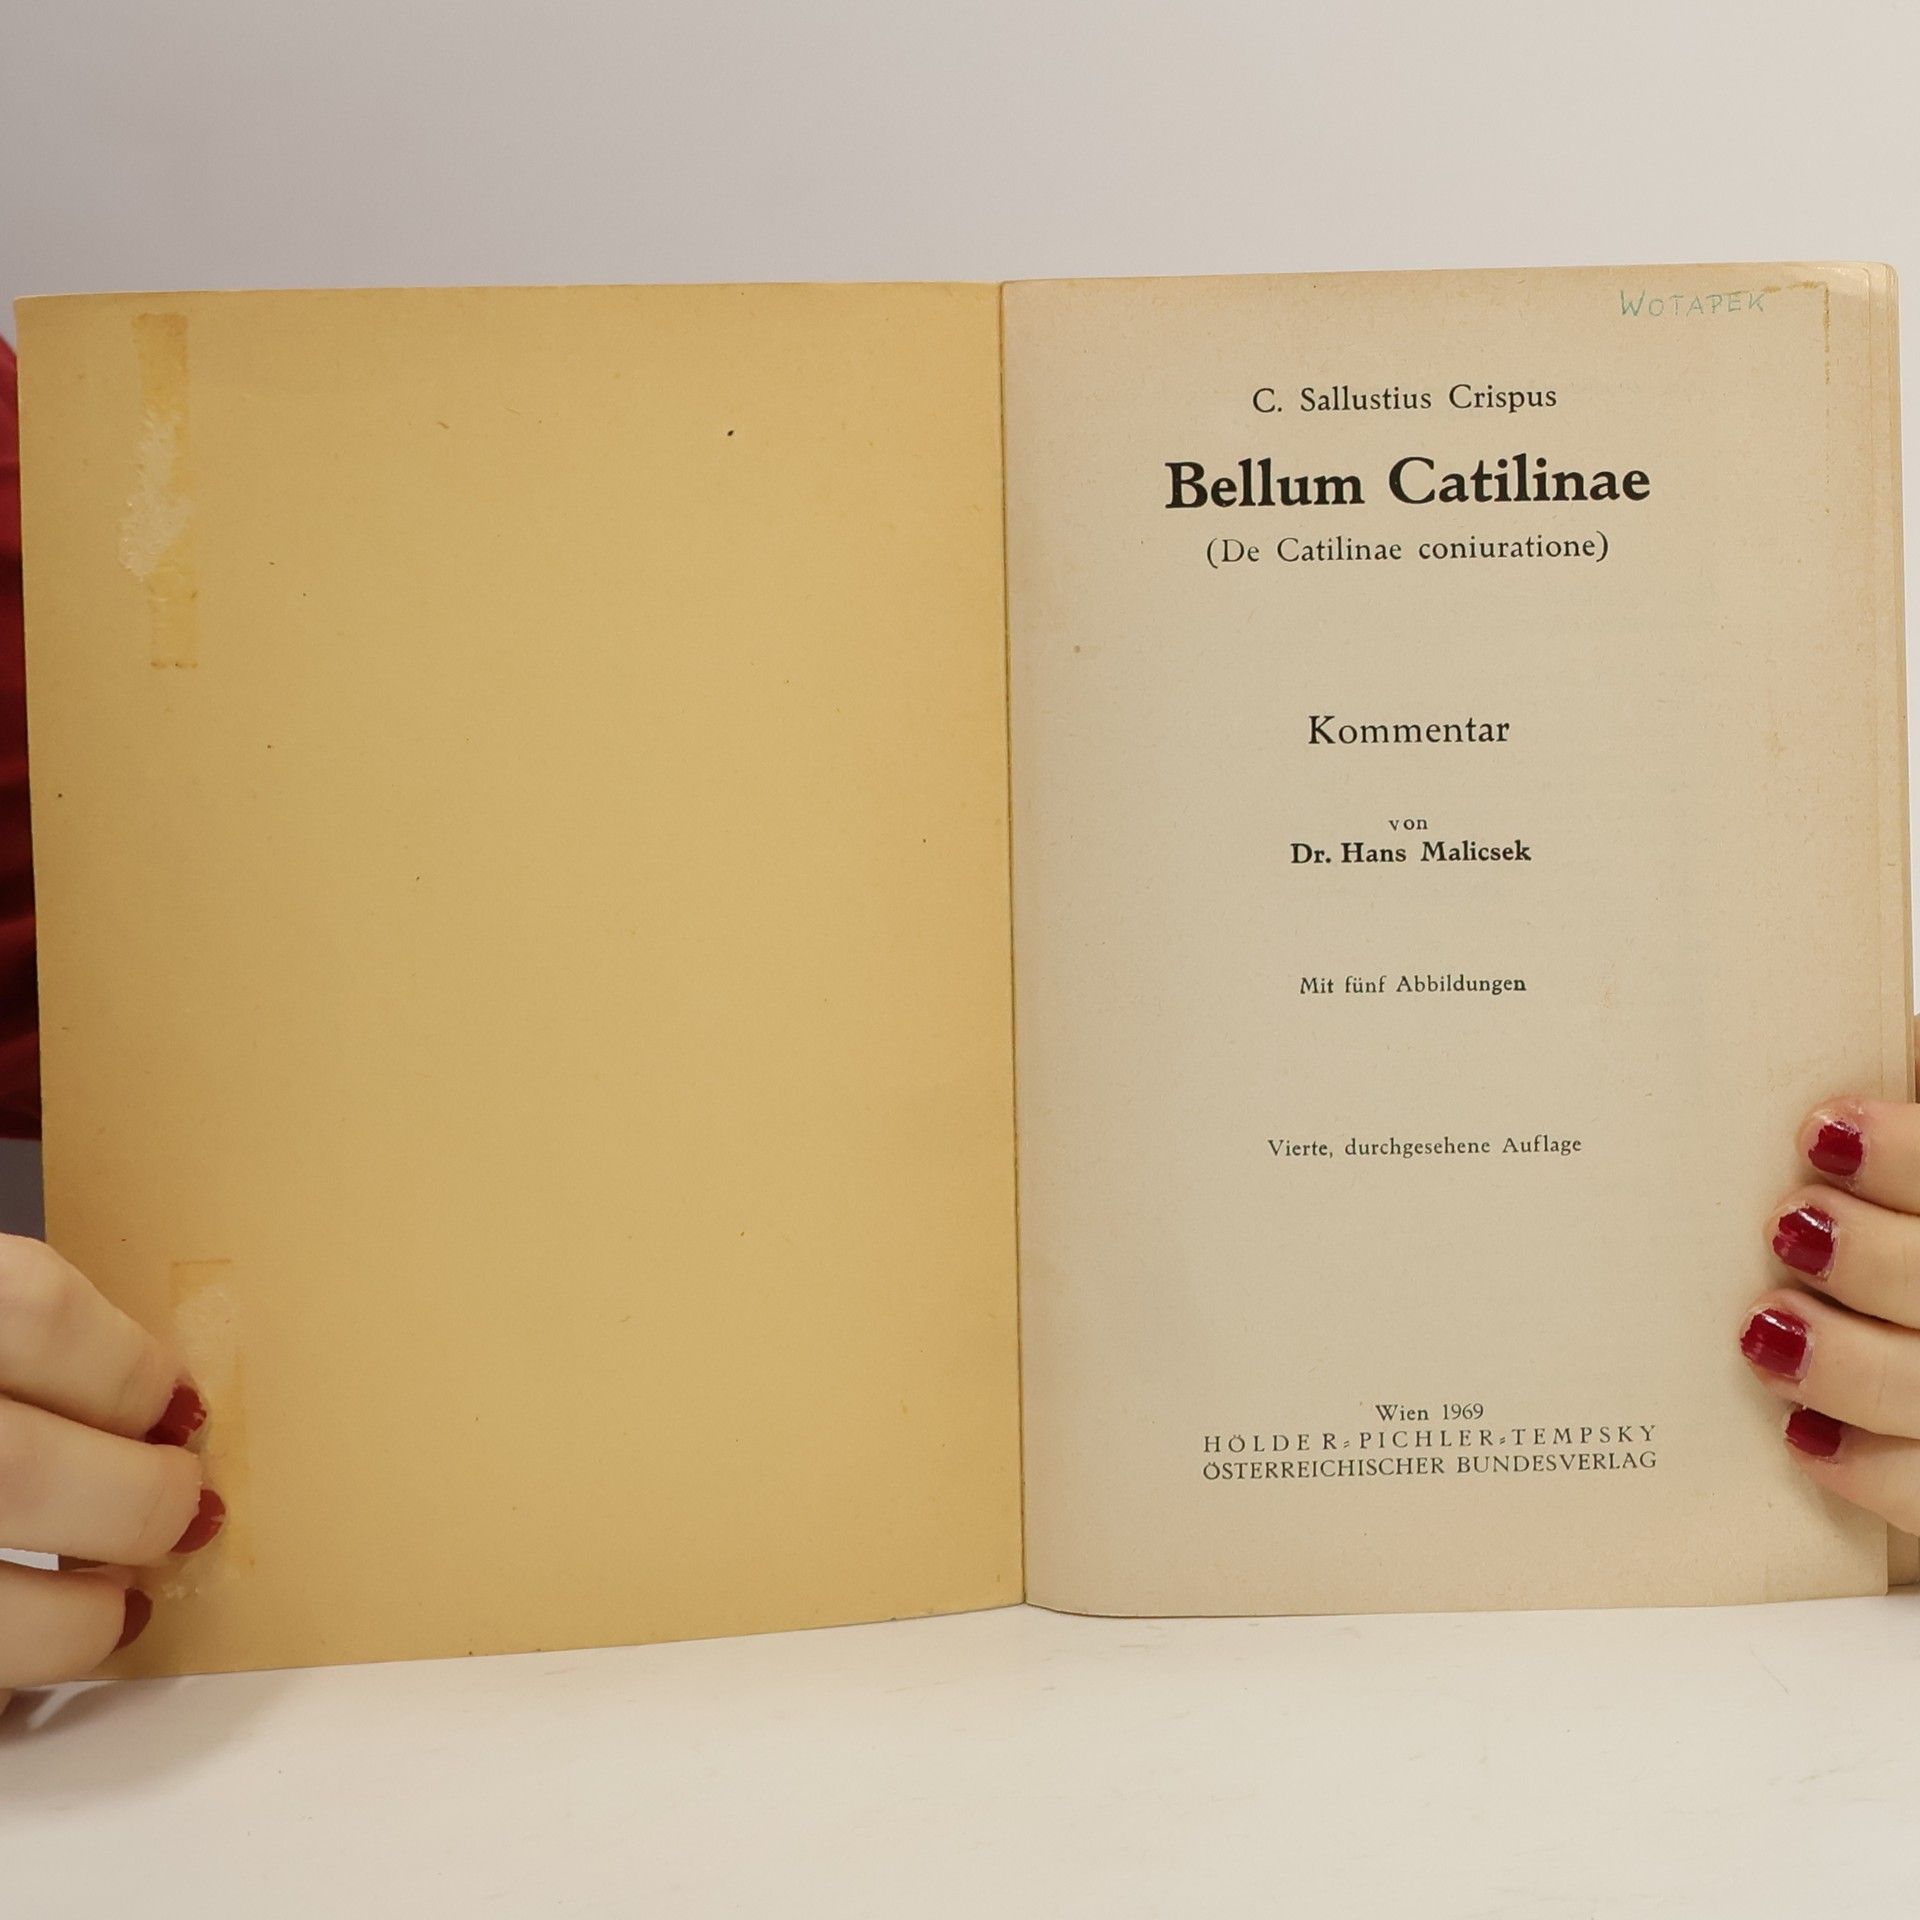 WOTAPEK
C. Sallustius Crispus
Bellum Catilinae
(De Catilinae coniuratione)
Kommentar
von
Dr. Hans Malicsek
Mit fünf Abbildungen
Vierte, durchgesehene Auflage
Wien 1969
HÖLDER-PICHLER-TEMPSKY
ÖSTERREICHISCHER BUNDESVERLAG